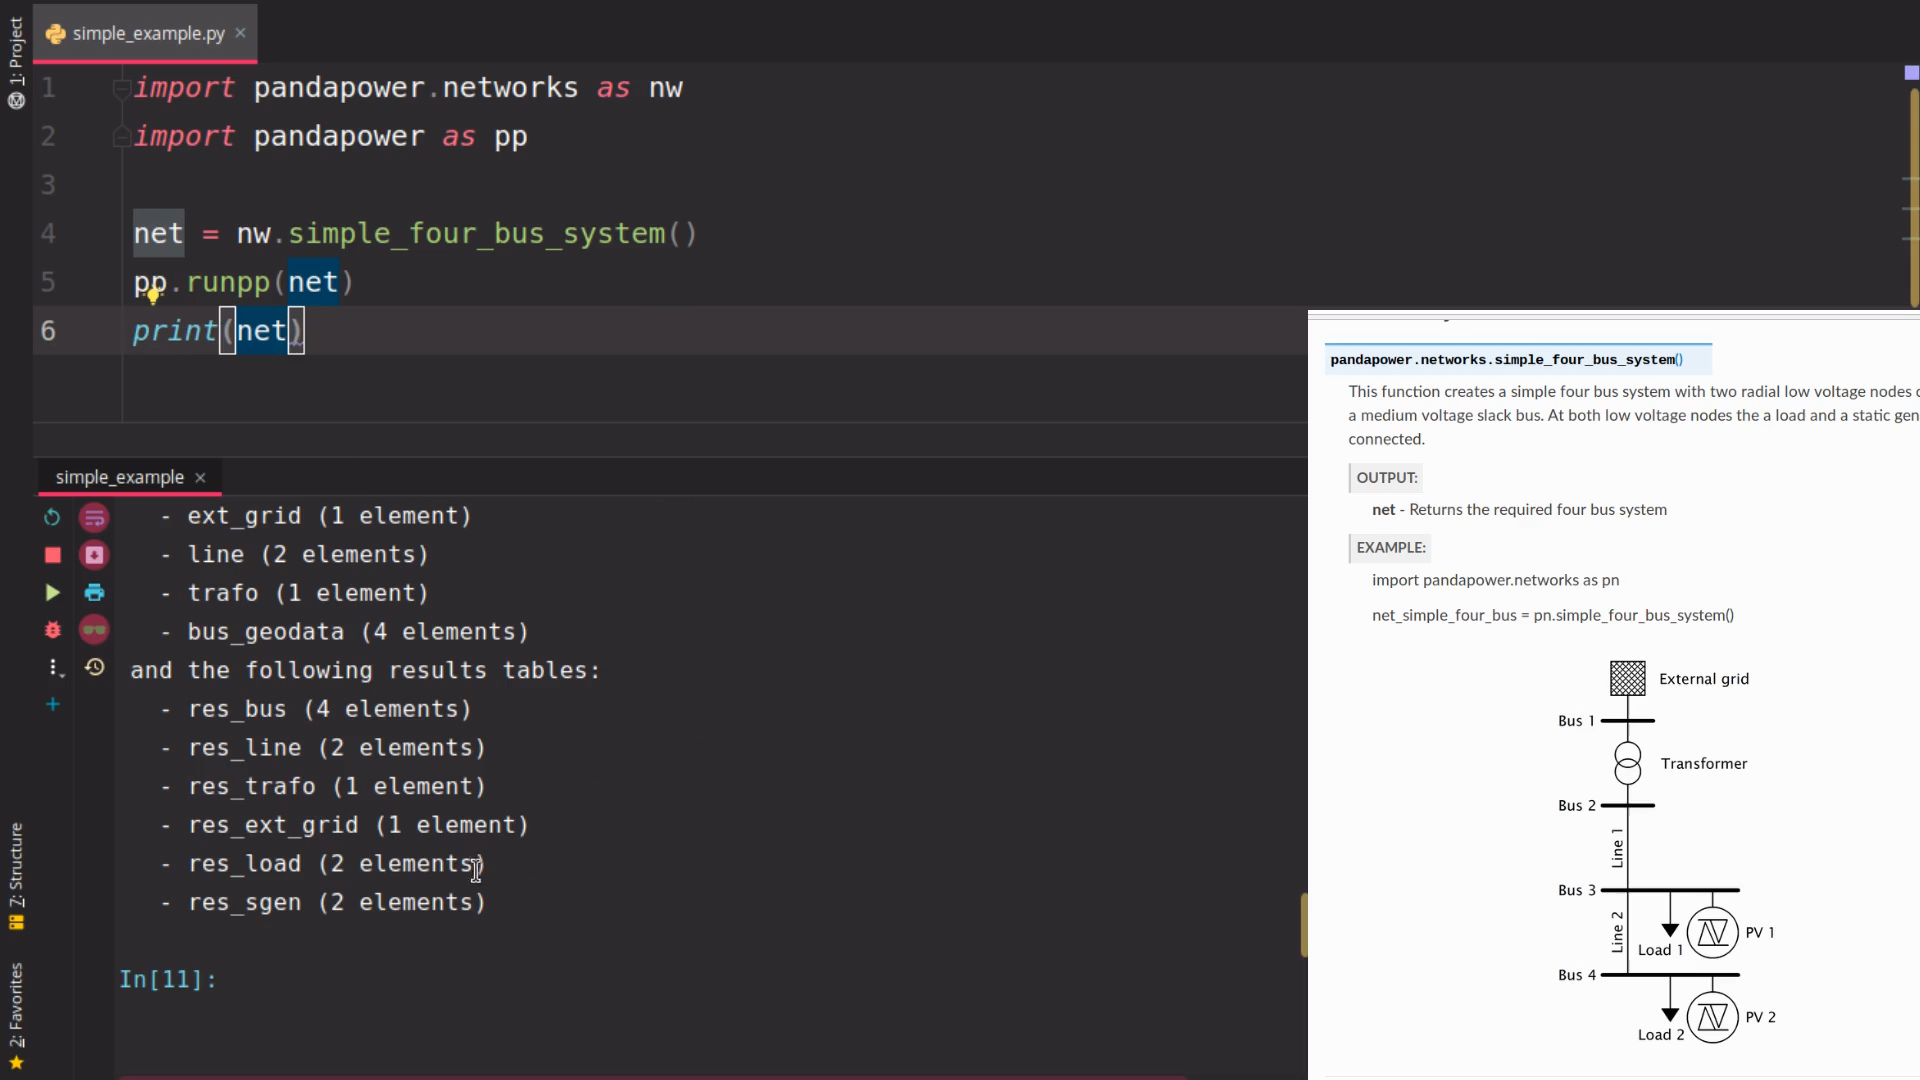 1: Project
simple_example.py
1 import pandapower.networks as nw
2 import pandapower as pp
3
4 net = nw.simple_four_bus_system()
5 pp.runpp(net)
6 print(net)
simple_example
- ext_grid (1 element)
- line (2 elements)
- trafo (1 element)
- bus_geodata (4 elements)
and the following results tables:
- res_bus (4 elements)
- res_line (2 elements)
- res_trafo (1 element)
- res_ext_grid (1 element)
- res_load (2 elements)
- res_sgen (2 elements)
In[11]:
7: Structure
2: Favorites
pandapower.networks.simple_four_bus_system()
This function creates a simple four bus system with two radial low voltage nodes
a medium voltage slack bus. At both low voltage nodes the a load and a static gen
connected.
OUTPUT:
net - Returns the required four bus system
EXAMPLE:
import pandapower.networks as pn
net_simple_four_bus = pn.simple_four_bus_system()
External grid
Bus 1
Transformer
Bus 2
Line 1
Bus 3
Line 2
Load 1
PV 1
Bus 4
Load 2
PV 2